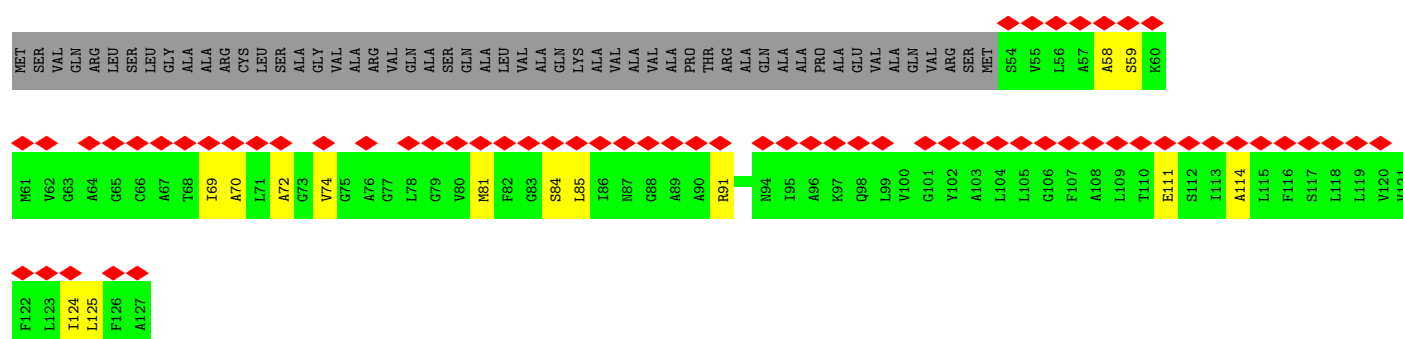 MET SER VAL GLN ARG LEU SER LEU GLY ALA ALA ARG CYS LEU SER ALA GLY VAL ALA ARG VAL GLN ALA SER GLN ALA LEU VAL ALA GLN LYS ALA VAL ALA VAL ALA PRO THR ARG ALA GLN ALA ALA PRO ALA GLU VAL ALA GLN VAL ARG SER MET S54 V55 L56 A57 A58 S59 K60
M61 V62 G63 A64 G65 C66 A67 T68 I69 A70 L71 A72 G73 V74 G75 A76 G77 L78 G79 V80 M81 F82 G83 S84 L85 I86 N87 G88 A89 A90 R91 N94 I95 A96 K97 Q98 L99 V100 G101 Y102 A103 L104 L105 G106 F107 A108 L109 T110 E111 S112 I113 A114 L115 F116 S117 L118 L119 V120
F122 L123 I124 L125 F126 A127